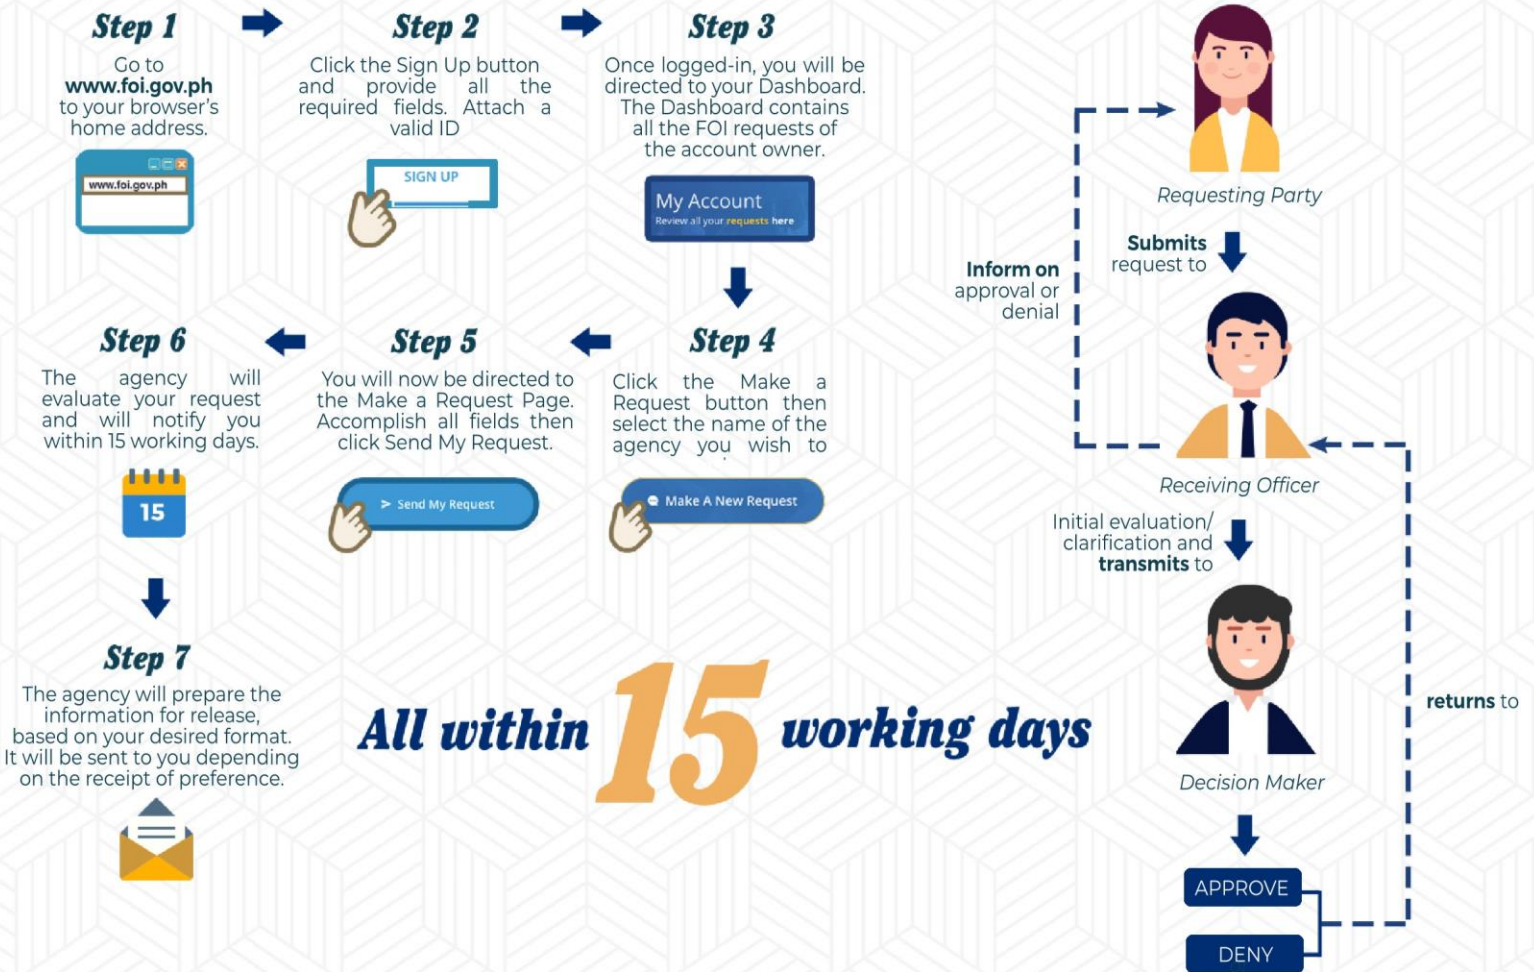 Step 1
Go to
www.foi.gov.ph
to your browser's
home address.
www.foi.gov.ph
Step 2
Click the Sign Up button
and provide all the
required fields. Attach a
valid ID
SIGN UP
Step 3
Once logged-in, you will be
directed to your Dashboard.
The Dashboard contains
all the FOI requests of
the account owner.
My Account
Review all your requests here
Step 4
Click the Make a
Request button then
select the name of the
agency you wish to
Make A New Request
Step 5
You will now be directed to
the Make a Request Page.
Accomplish all fields then
click Send My Request.
Send My Request
Step 6
The agency will
evaluate your request
and will notify you
within 15 working days.
15
Step 7
The agency will prepare the
information for release,
based on your desired format.
It will be sent to you depending
on the receipt of preference.
All within 15 working days
Requesting Party
Submits
request to
Inform on
approval or
denial
Receiving Officer
Initial evaluation/
clarification and
transmits to
Decision Maker
returns to
APPROVE
DENY